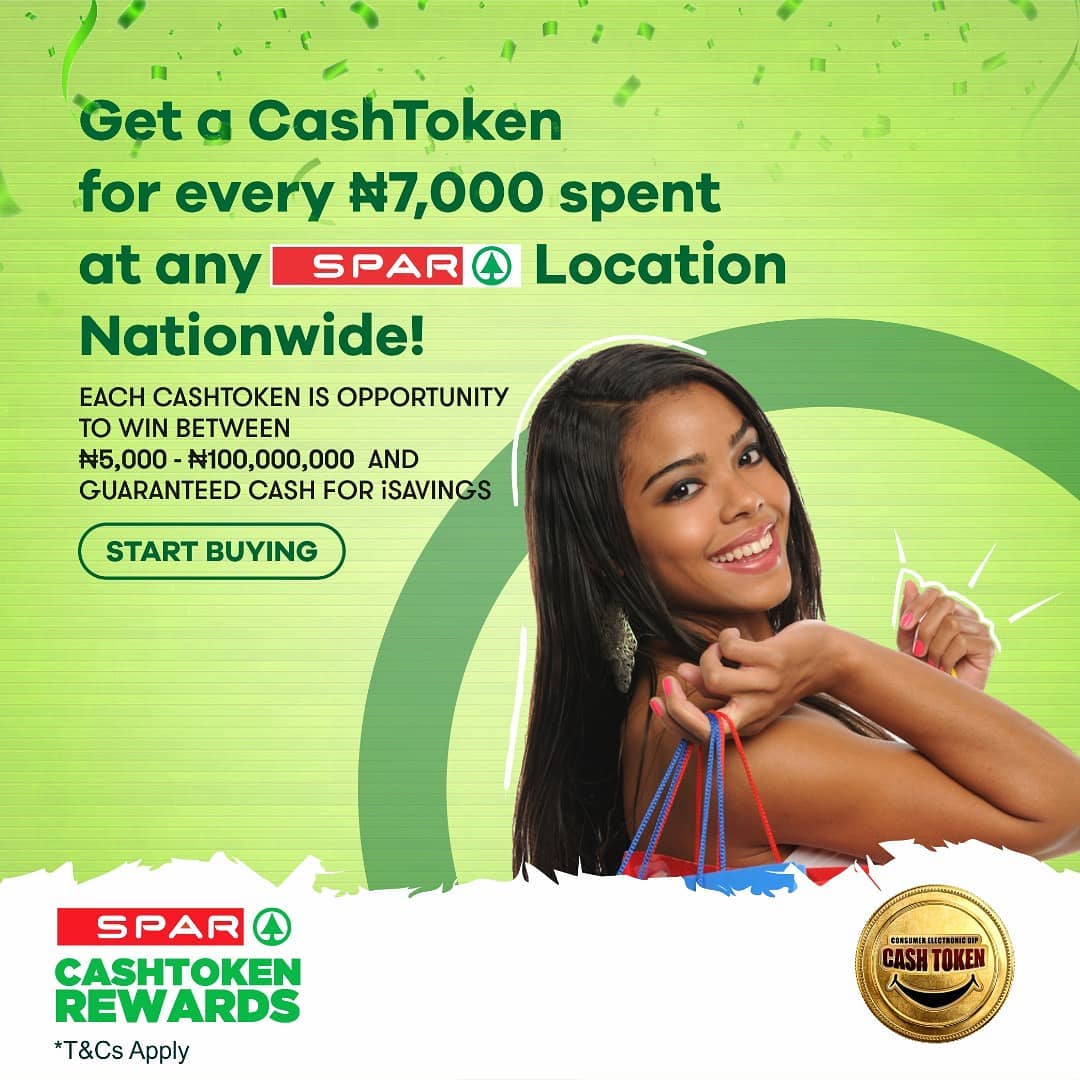 Get a CashToken
for every ₦7,000 spent
at any SPAR Location
Nationwide!
EACH CASHTOKEN IS OPPORTUNITY
TO WIN BETWEEN
₦5,000 - ₦100,000,000 AND
GUARANTEED CASH FOR iSAVINGS
START BUYING
SPAR
CASHTOKEN
REWARDS
*T&Cs Apply
CONSUMER ELECTRONIC DIP
CASH TOKEN